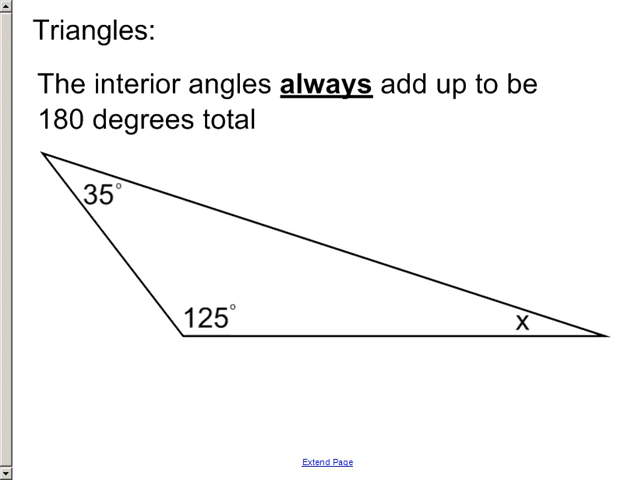 Triangles:
The interior angles always add up to be
180 degrees total
35°
125°
x
Extend Page